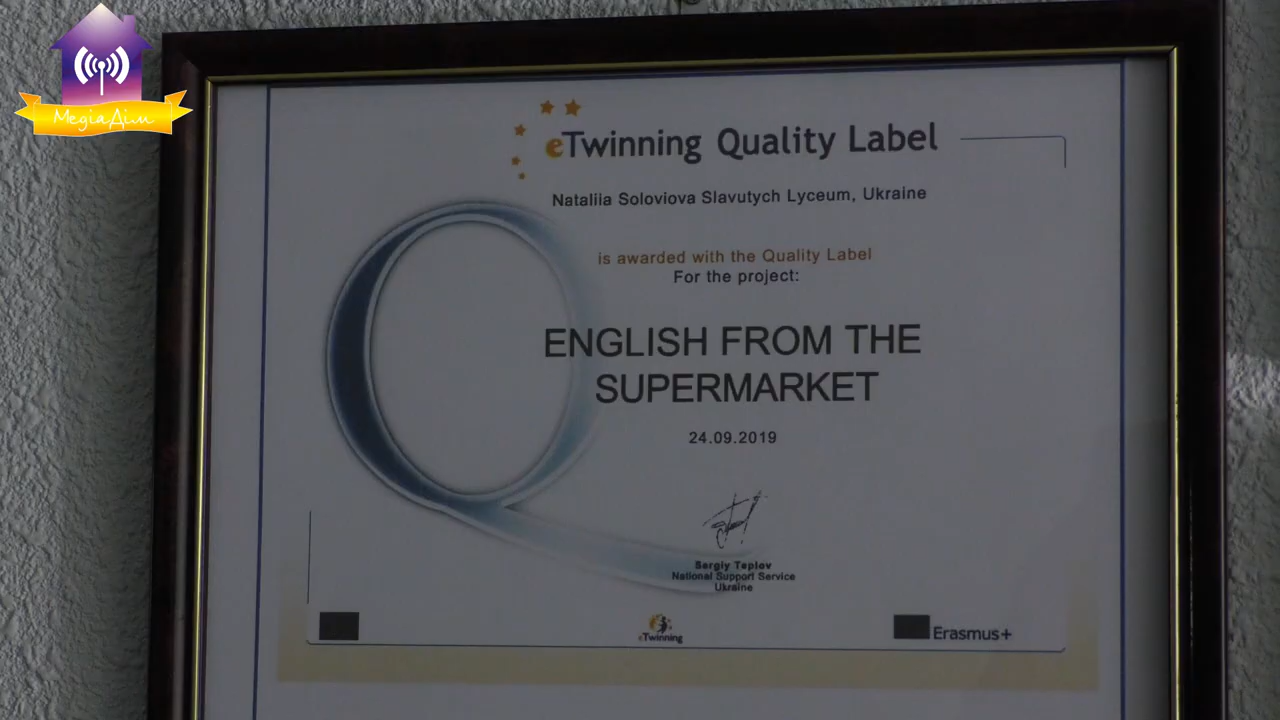 МедіаДім
eTwinning Quality Label
Nataliia Soloviova Slavutych Lyceum, Ukraine
is awarded with the Quality Label
For the project:
ENGLISH FROM THE
SUPERMARKET
24.09.2019
Sergiy Teplov
National Support Service
Ukraine
eTwinning
Erasmus+